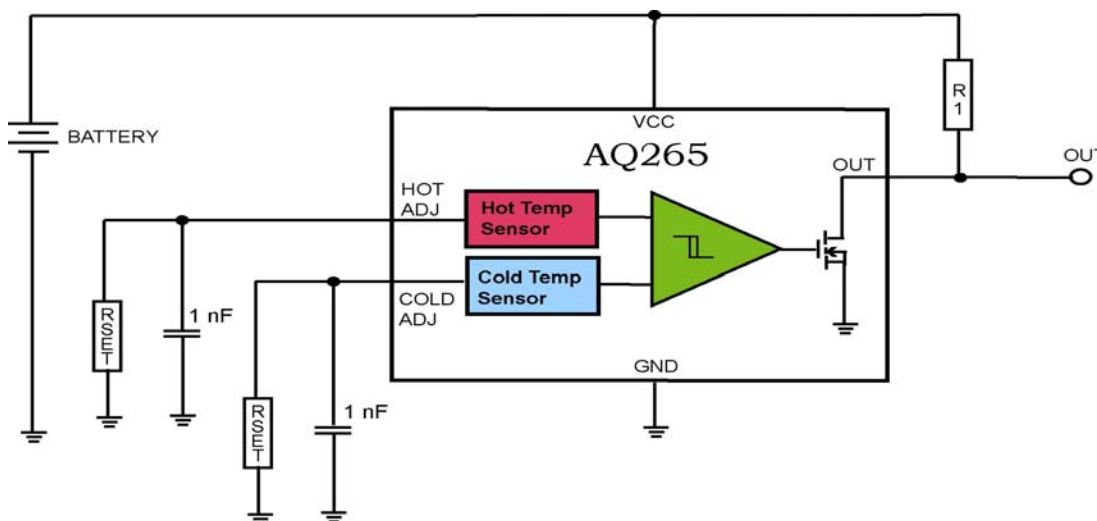 BATTERY
R1
VCC
AQ265
OUT
OUT
HOT
ADJ
Hot Temp
Sensor
Cold Temp
Sensor
COLD
ADJ
RSET
1 nF
RSET
1 nF
GND